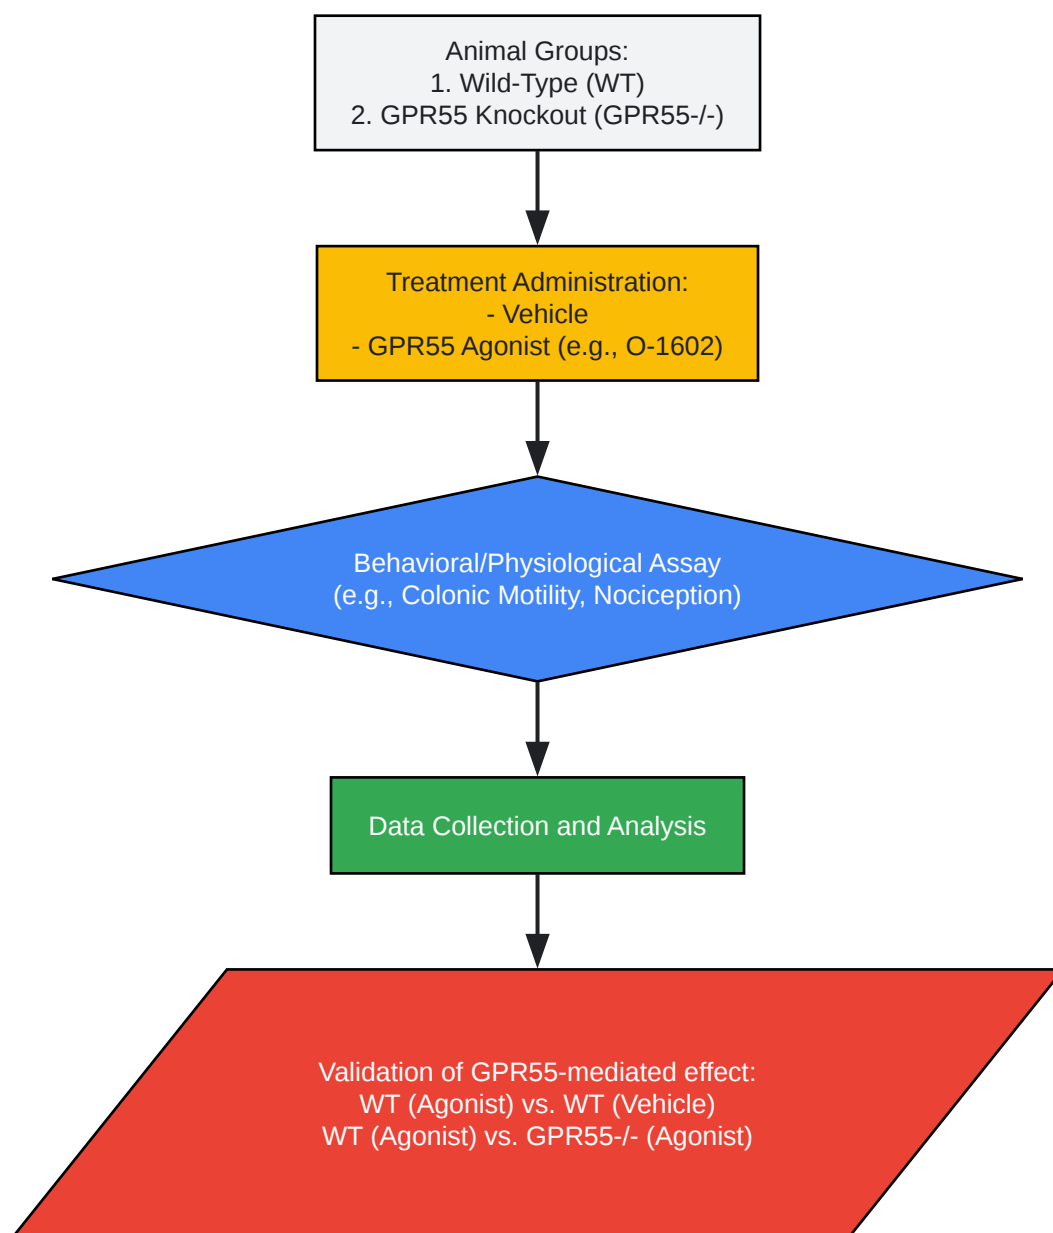 Animal Groups:
1. Wild-Type (WT)
2. GPR55 Knockout (GPR55-/-)
Treatment Administration:
- Vehicle
- GPR55 Agonist (e.g., O-1602)
Behavioral/Physiological Assay
(e.g., Colonic Motility, Nociception)
Data Collection and Analysis
Validation of GPR55-mediated effect:
WT (Agonist) vs. WT (Vehicle)
WT (Agonist) vs. GPR55-/- (Agonist)